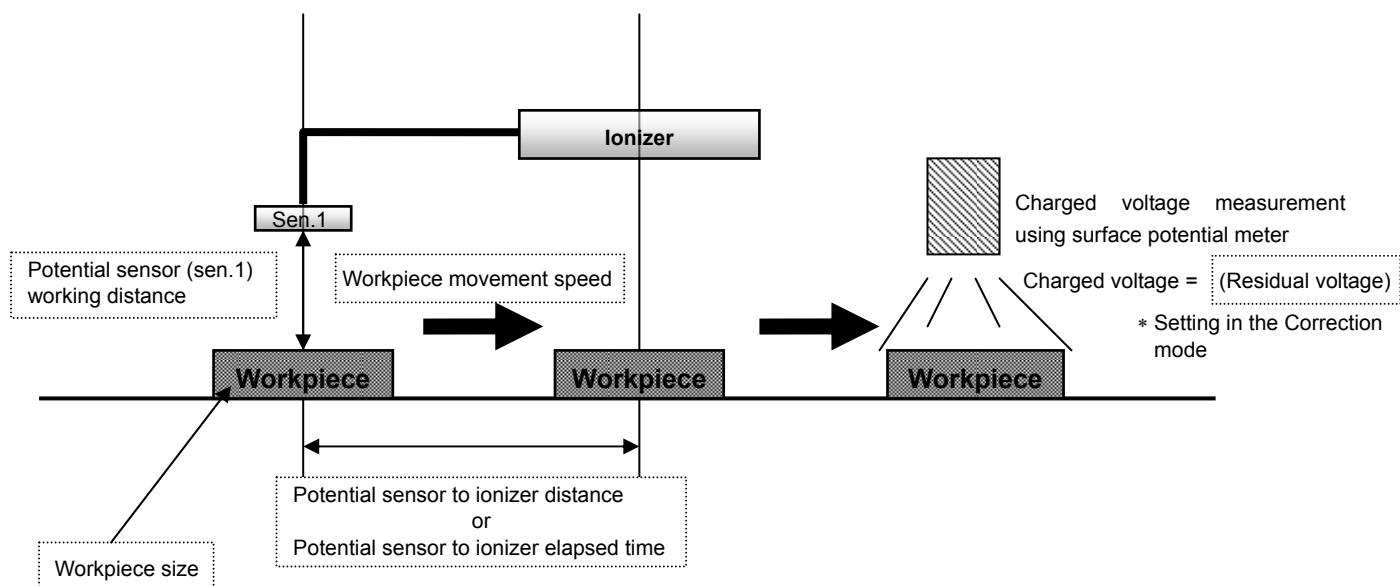 Ionizer
Sen.1
Charged voltage measurement
using surface potential meter
Potential sensor (sen.1)
working distance
Workpiece movement speed
Charged voltage = (Residual voltage)
* Setting in the Correction
mode
Workpiece Workpiece Workpiece
Potential sensor to ionizer distance
or
Potential sensor to ionizer elapsed time
Workpiece size